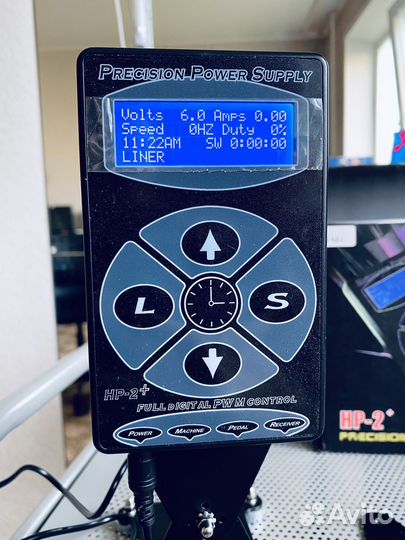 PRECISION POWER SUPPLY
Volts 6.0 Amps 0.00
Speed 0HZ Duty 0%
11:22AM SW 0:00:00
LINER
L
S
HP-2+
FULL DIGITAL PWM CONTROL
POWER MACHINE PEDAL RECEIVER
HP-2+
PRECISION
Avito